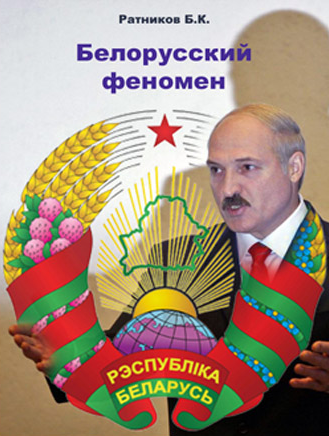 Ратников Б.К.
Белорусский
феномен
РЭСПУБЛІКА
БЕЛАРУСЬ